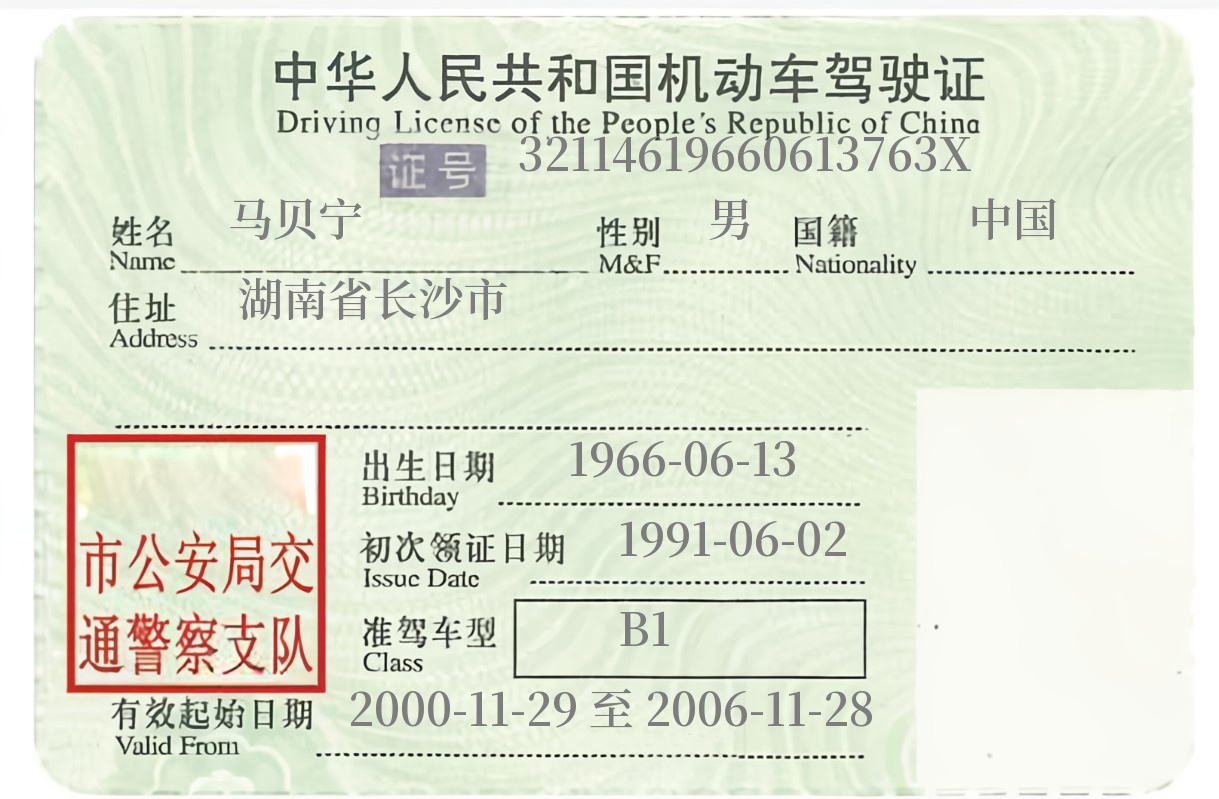 中华人民共和国机动车驾驶证
Driving License of the People's Republic of China
证号 32114619660613763X
姓名 马贝宁 性别 男 国籍 中国
Name M&F Nationality
住址 湖南省长沙市
Address
出生日期 1966-06-13
Birthday
初次领证日期 1991-06-02
Issue Date
市公安局交
通警察支队
准驾车型 B1
Class
有效起始日期 2000-11-29 至 2006-11-28
Valid From